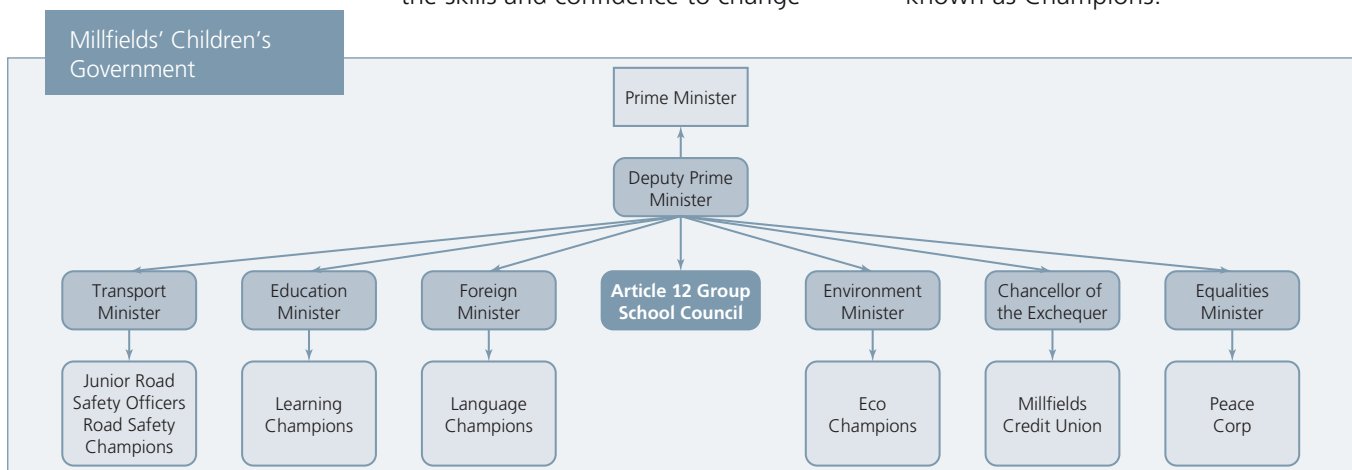 the skills and confidence to change
known as Champions.
Millfields’ Children’s
Government
Prime Minister
Deputy Prime
Minister
Transport
Minister
Education
Minister
Foreign
Minister
Article 12 Group
School Council
Environment
Minister
Chancellor of
the Exchequer
Equalities
Minister
Junior Road
Safety Officers
Road Safety
Champions
Learning
Champions
Language
Champions
Eco
Champions
Millfields
Credit Union
Peace
Corp